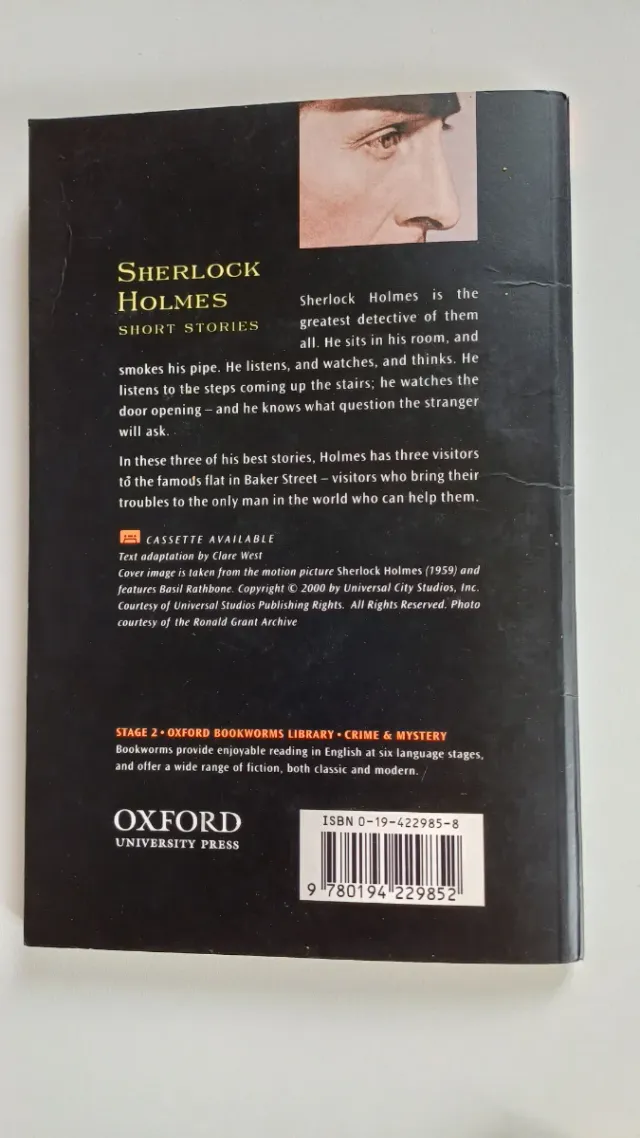 SHERLOCK
HOLMES
SHORT STORIES
Sherlock Holmes is the
greatest detective of them
all. He sits in his room, and
smokes his pipe. He listens, and watches, and thinks. He
listens to the steps coming up the stairs; he watches the
door opening – and he knows what question the stranger
will ask.
In these three of his best stories, Holmes has three visitors
to the famous flat in Baker Street – visitors who bring their
troubles to the only man in the world who can help them.
CASSETTE AVAILABLE
Text adaptation by Clare West
Cover image is taken from the motion picture Sherlock Holmes (1959) and
features Basil Rathbone. Copyright © 2000 by Universal City Studios, Inc.
Courtesy of Universal Studios Publishing Rights. All Rights Reserved. Photo
courtesy of the Ronald Grant Archive
STAGE 2 • OXFORD BOOKWORMS LIBRARY • CRIME & MYSTERY
Bookworms provide enjoyable reading in English at six language stages,
and offer a wide range of fiction, both classic and modern.
OXFORD
UNIVERSITY PRESS
ISBN 0-19-422985-8
9 780194 229852